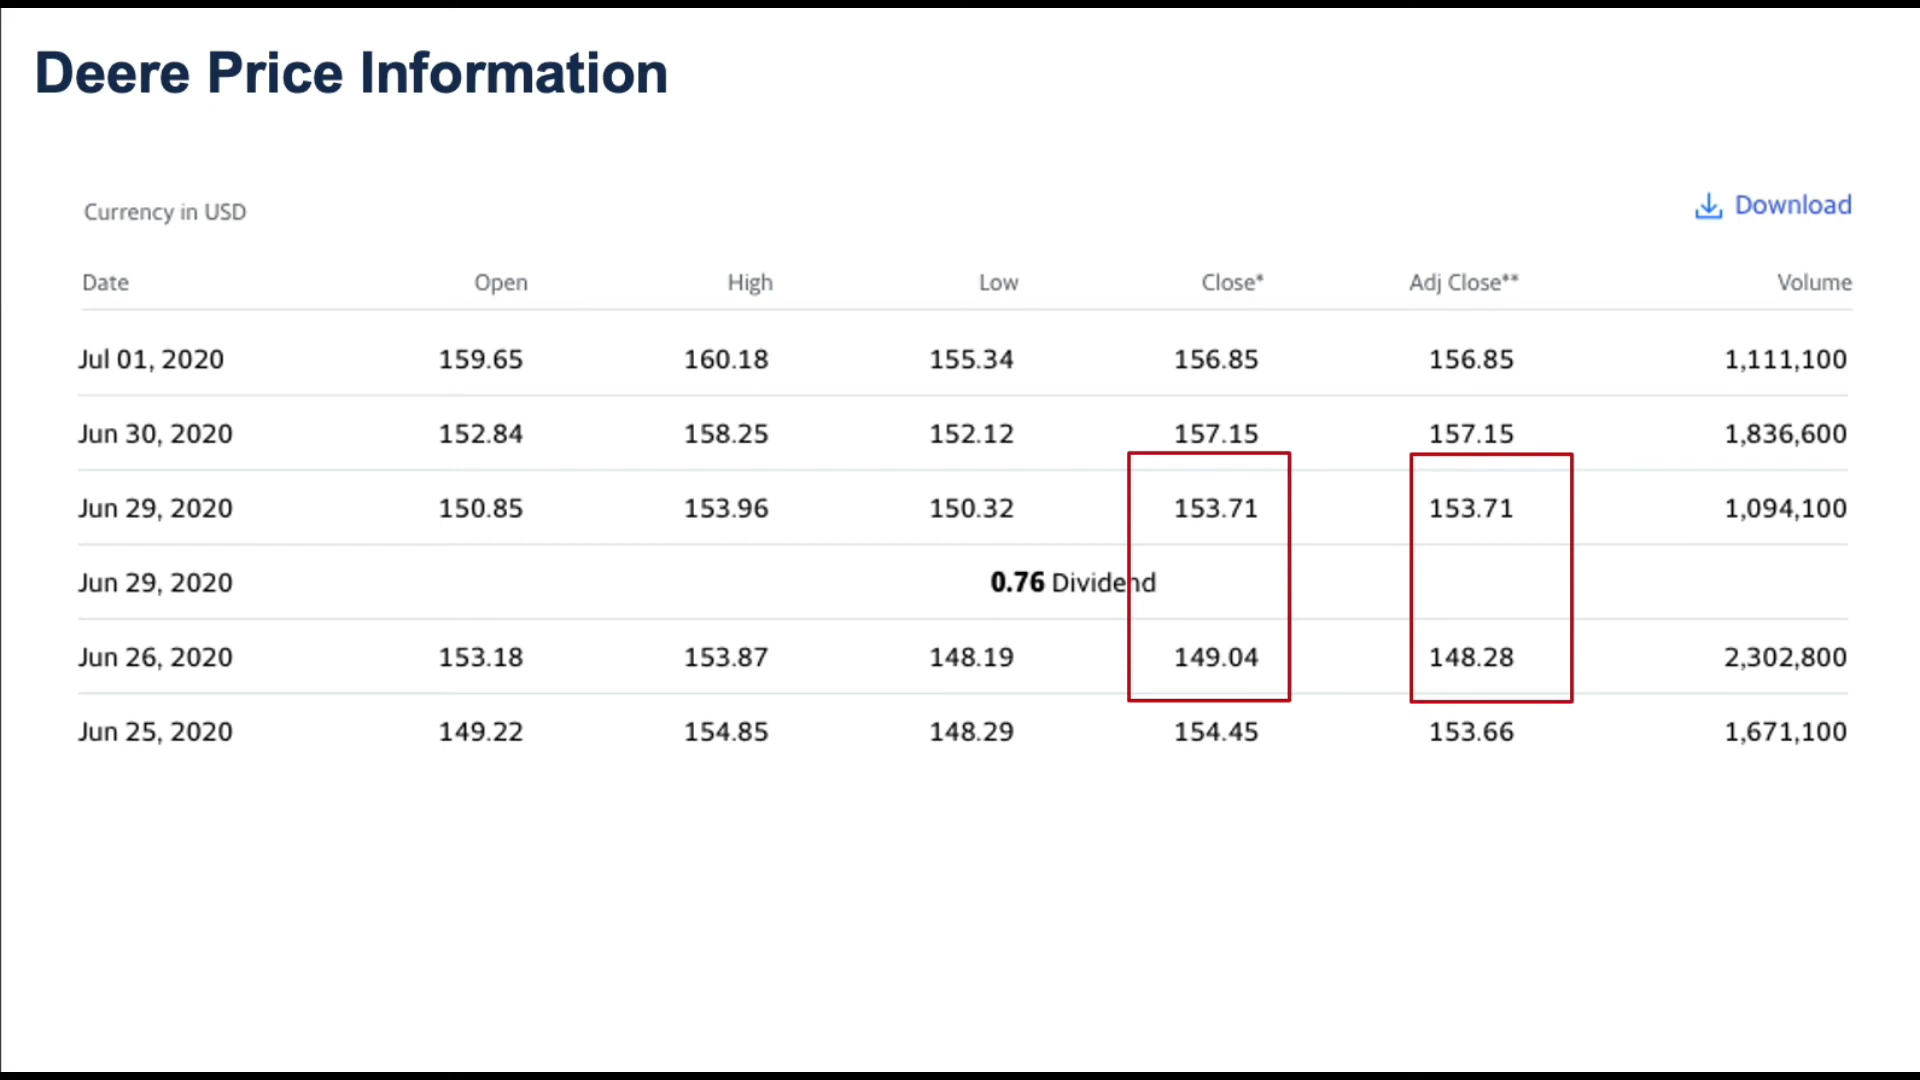 Deere Price Information
Currency in USD
Download
Date Open High Low Close* Adj Close** Volume
Jul 01, 2020 159.65 160.18 155.34 156.85 156.85 1,111,100
Jun 30, 2020 152.84 158.25 152.12 157.15 157.15 1,836,600
Jun 29, 2020 150.85 153.96 150.32 153.71 153.71 1,094,100
Jun 29, 2020 0.76 Dividend
Jun 26, 2020 153.18 153.87 148.19 149.04 148.28 2,302,800
Jun 25, 2020 149.22 154.85 148.29 154.45 153.66 1,671,100